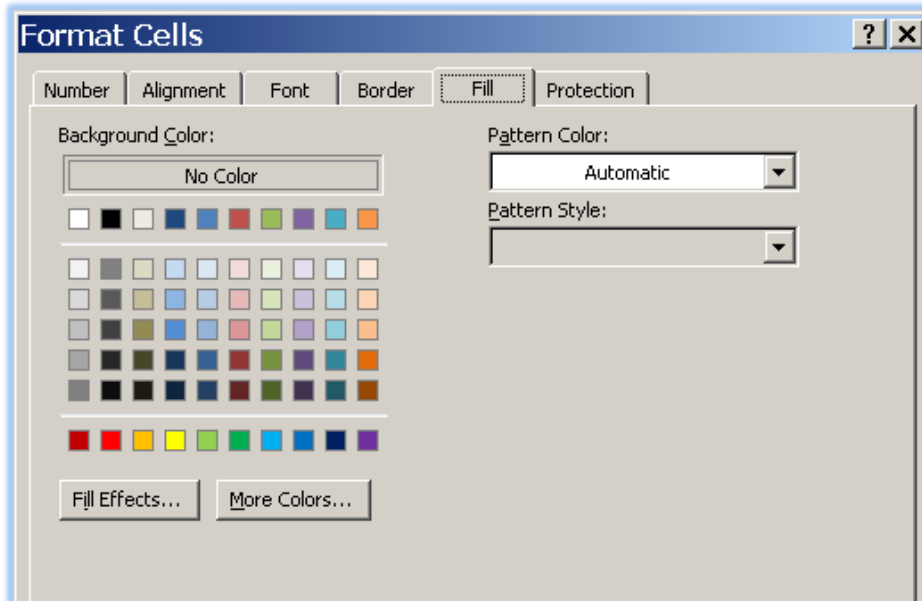 Format Cells
Number Alignment Font Border Fill Protection
Background Color:
No Color
Pattern Color:
Automatic
Pattern Style:
Fill Effects...
More Colors...